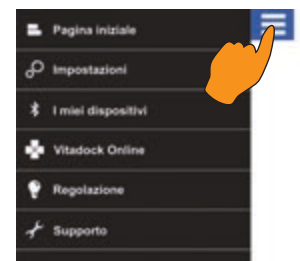 Pagina iniziale
Impostazioni
I miei dispositivi
Vitadock Online
Regolazione
Supporto